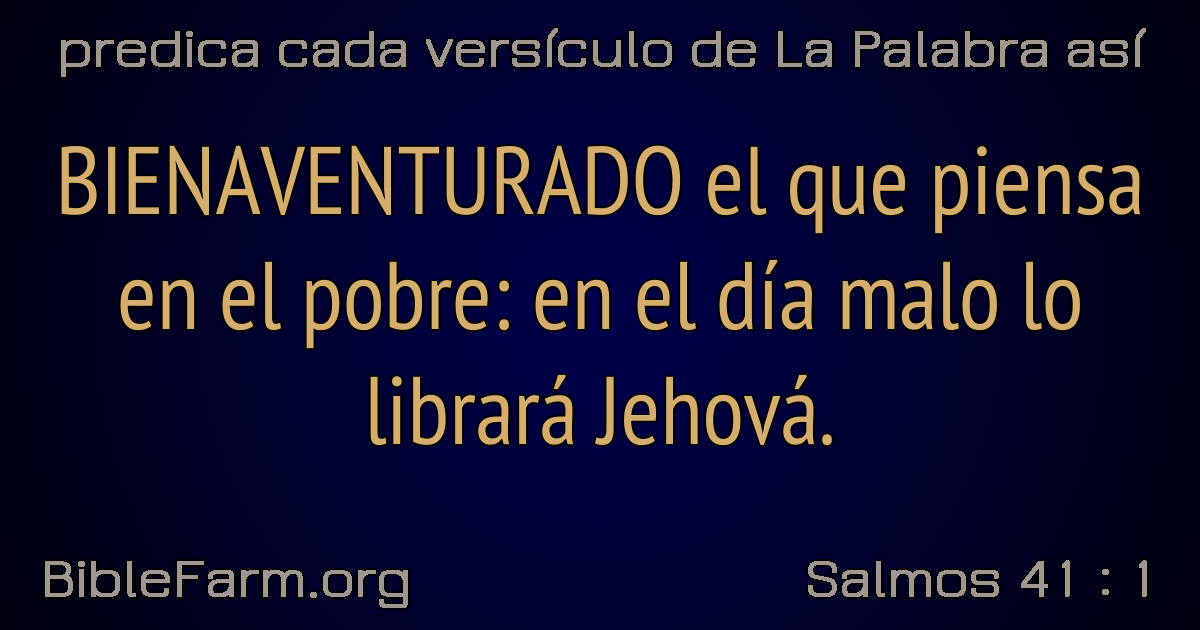 predica cada versículo de La Palabra así
BIENAVENTURADO el que piensa
en el pobre: en el día malo lo
librará Jehová.
BibleFarm.org
Salmos 41 : 1